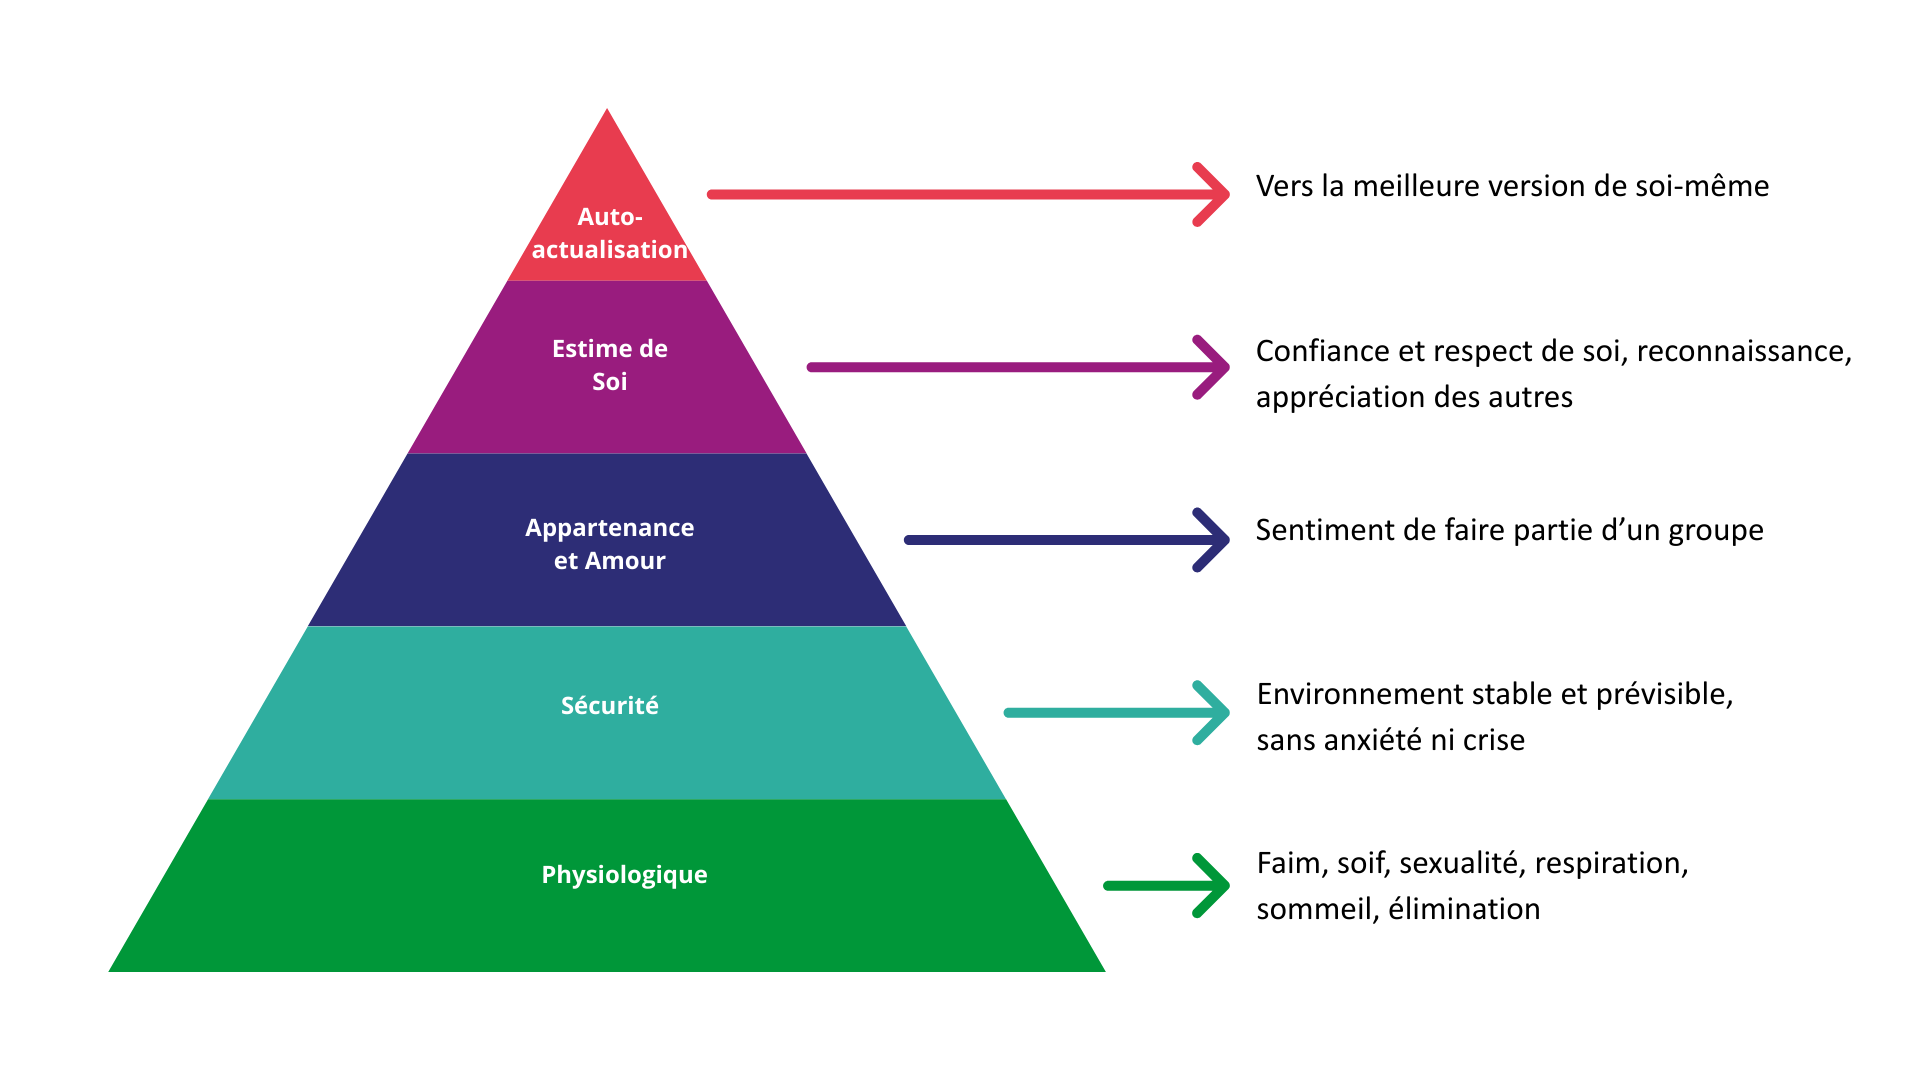 Auto-
actualisation
Vers la meilleure version de soi-même
Estime de
Soi
Confiance et respect de soi, reconnaissance,
appréciation des autres
Appartenance
et Amour
Sentiment de faire partie d’un groupe
Sécurité
Environnement stable et prévisible,
sans anxiété ni crise
Physiologique
Faim, soif, sexualité, respiration,
sommeil, élimination